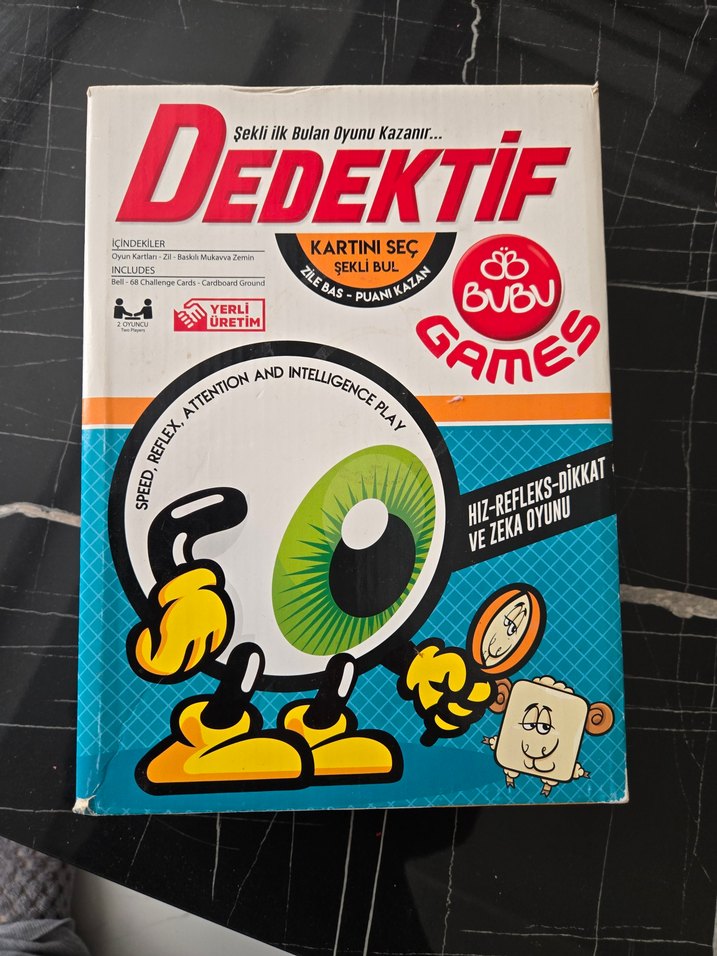 Şekli ilk Bulan Oyunu Kazanır...
DEDEKTİF
İÇİNDEKİLER
Oyun Kartları - Zil - Baskılı Mukavva Zemin
INCLUDES
Bell - 68 Challenge Cards - Cardboard Ground
2 OYUNCU
Two Players
YERLİ
ÜRETİM
KARTINI SEÇ
ŞEKLİ BUL
ZİLE BAS - PUANI KAZAN
BUBU
GAMES
SPEED, REFLEX, ATTENTION AND INTELLIGENCE PLAY
HIZ-REFLEKS-DİKKAT
VE ZEKA OYUNU